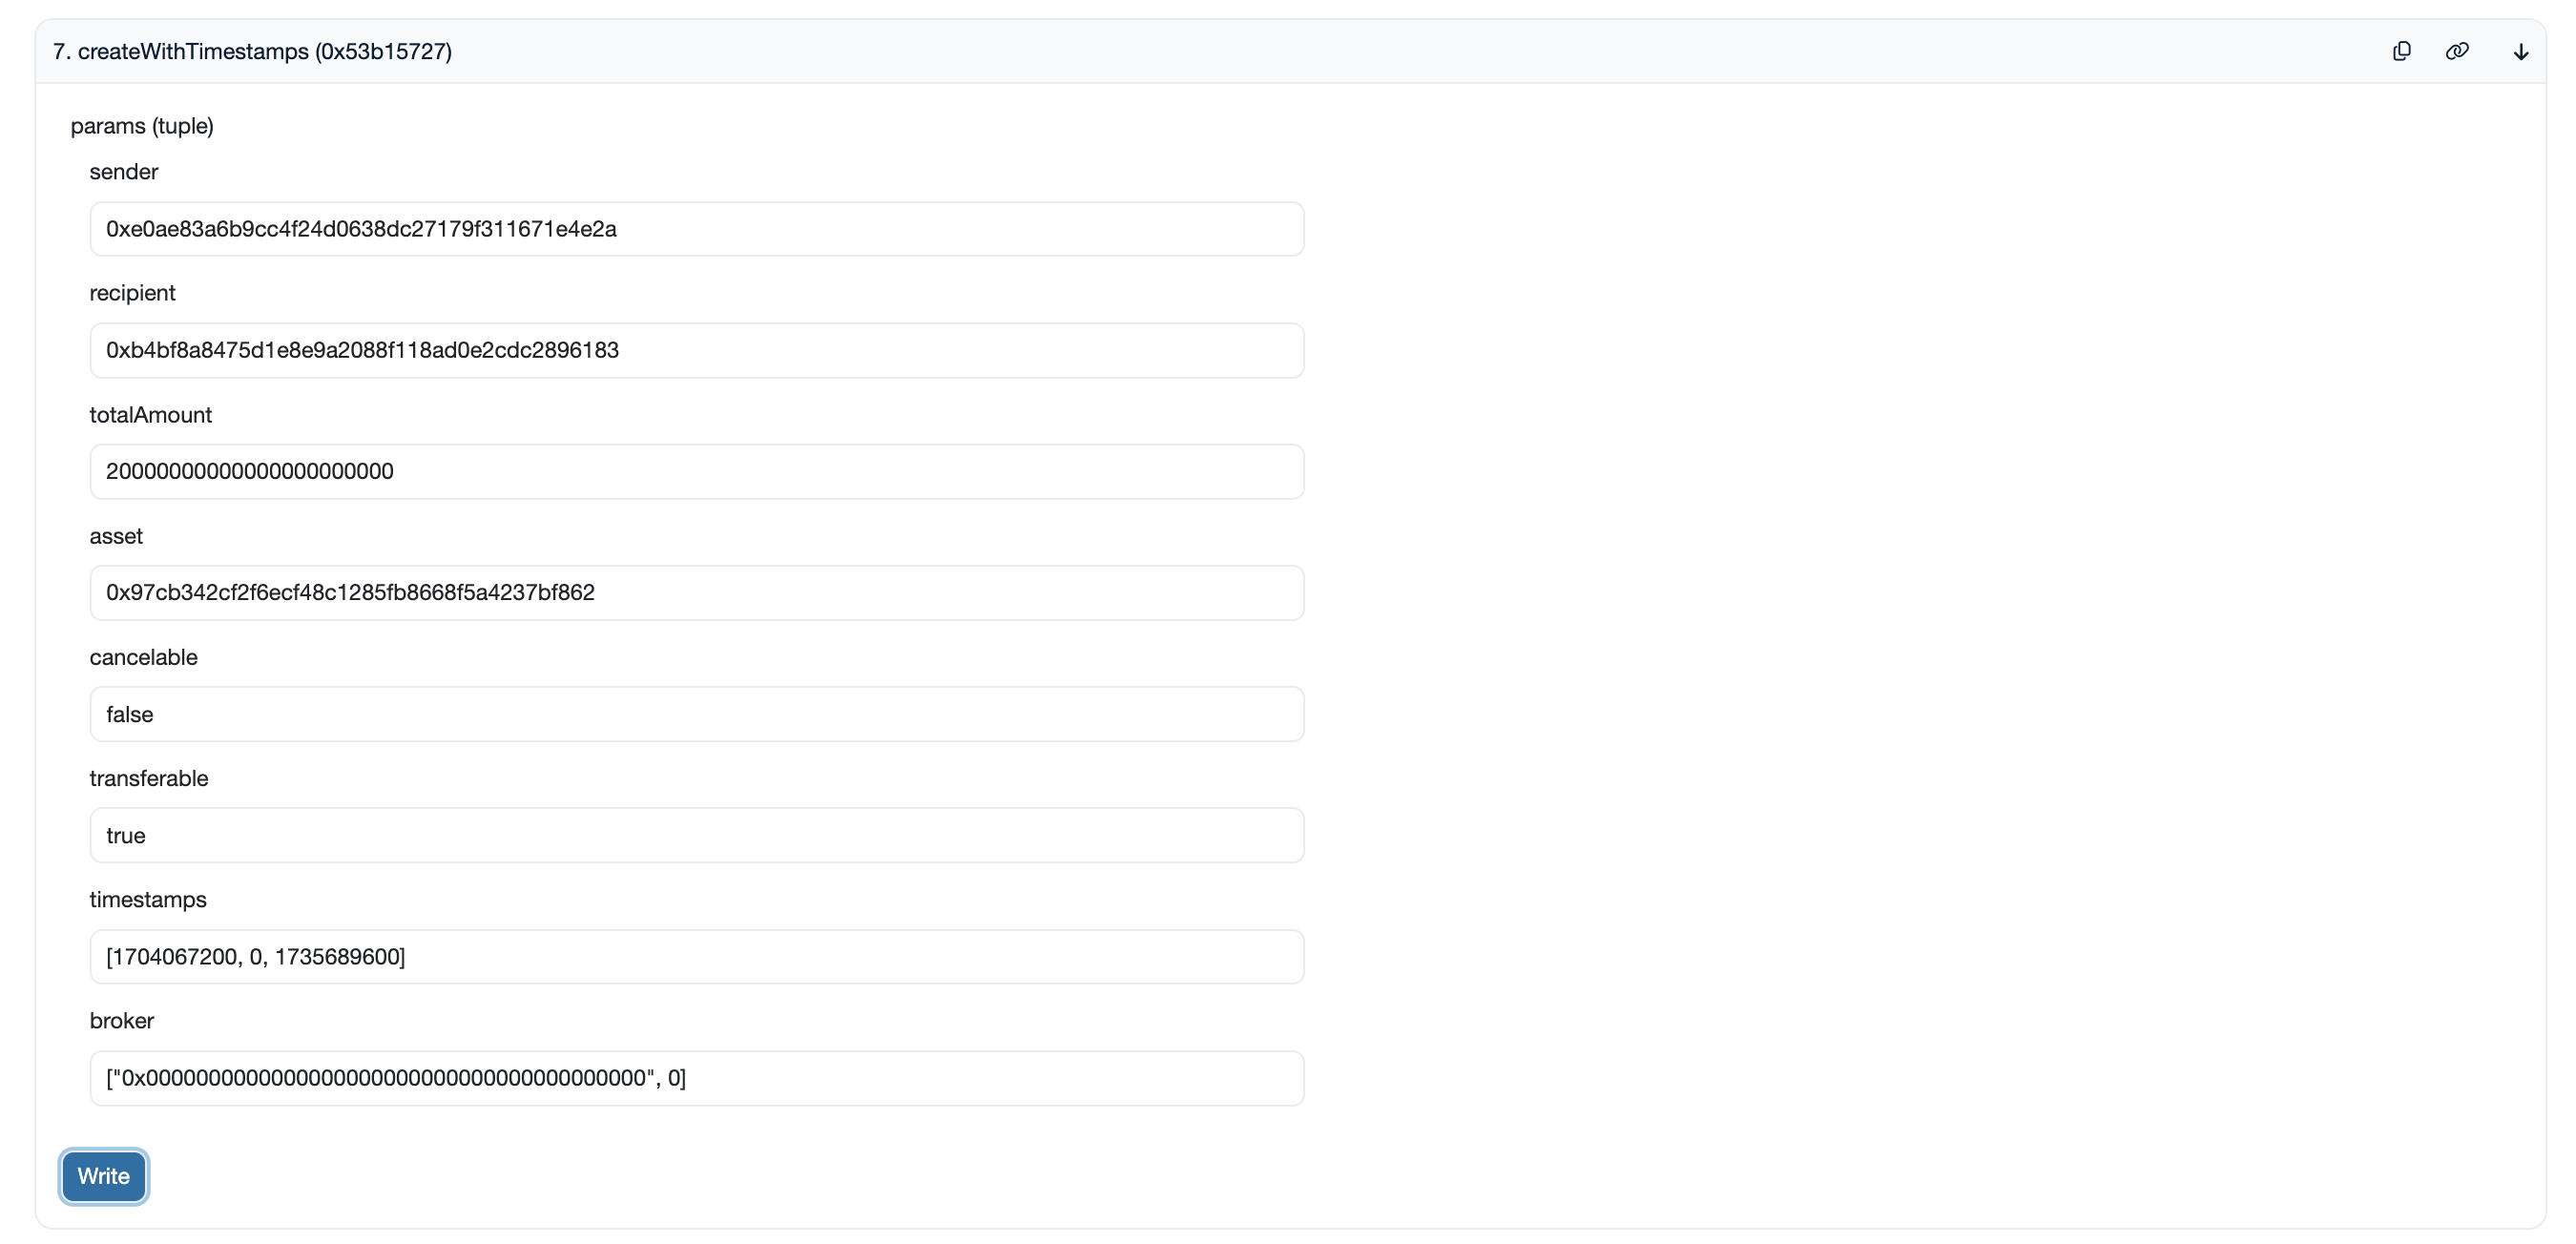 7. createWithTimestamps (0x53b15727)
params (tuple)
sender
0xe0ae83a6b9cc4f24d0638dc27179f311671e4e2a
recipient
0xb4bf8a8475d1e8e9a2088f118ad0e2cdc2896183
totalAmount
20000000000000000000000
asset
0x97cb342cf2f6ecf48c1285fb8668f5a4237bf862
cancelable
false
transferable
true
timestamps
[1704067200, 0, 1735689600]
broker
["0x0000000000000000000000000000000000000000", 0]
Write